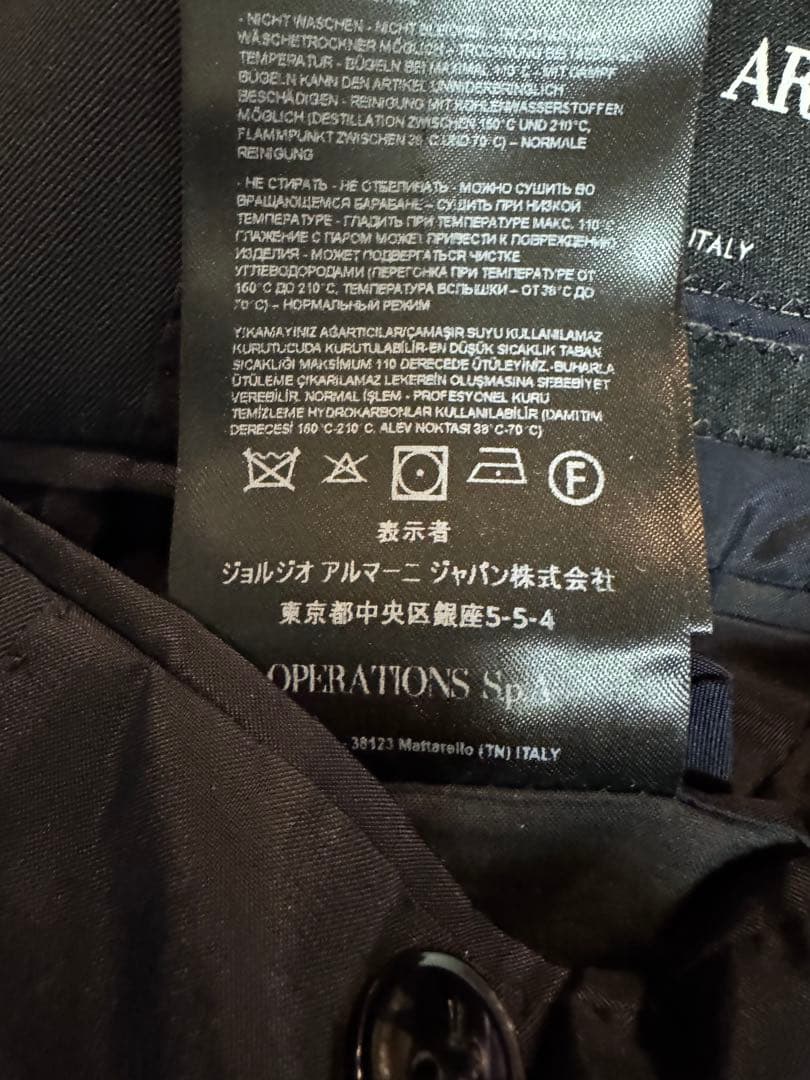 - NICHT WASCHEN - NICHT
WÄSCHETROCKNER MÖGLICH
TEMPERATUR - BÜGELN BEI MIT DAMPF
BÜGELN KANN DEN ARTIKEL UNWIDERBRINGLICH
BESCHÄDIGEN - REINIGUNG MIT KOHLENWASSERSTOFFEN
MÖGLICH (DESTILLATION ZWISCHEN 150°C UND 210°C,
FLAMMPUNKT ZWISCHEN 38°C UND 70°C) – NORMALE
REINIGUNG
- НЕ СТИРАТЬ - НЕ ОТБЕЛИВАТЬ - МОЖНО СУШИТЬ ВО
ВРАЩАЮЩЕМСЯ БАРАБАНЕ – СУШИТЬ ПРИ НИЗКОЙ
ТЕМПЕРАТУРЕ - ГЛАДИТЬ ПРИ ТЕМПЕРАТУРЕ МАКС. 110°C
ГЛАЖЕНИЕ С ПАРОМ МОЖЕТ ПРИВЕСТИ К ПОВРЕЖДЕНИЮ
ИЗДЕЛИЯ - МОЖЕТ ПОДВЕРГАТЬСЯ ЧИСТКЕ
УГЛЕВОДОРОДАМИ (ПЕРЕГОНКА ПРИ ТЕМПЕРАТУРЕ ОТ
150°C ДО 210°C, ТЕМПЕРАТУРА ВСПЫШКИ – ОТ 38°C ДО
70°C) – НОРМАЛЬНЫЙ РЕЖИМ
YIKAMAYINIZ AĞARTICILAR/ÇAMAŞIR SUYU KULLANILAMAZ
KURUTUCUDA KURUTULABİLİR-EN DÜŞÜK SICAKLIK TABAN
SICAKLIĞI MAKSİMUM 110 DERECEDE ÜTÜLEYİNİZ.-BUHARLA
ÜTÜLEME ÇIKARILAMAZ LEKEREİN OLUŞMASINA SEBEBİYET
VEREBİLİR. NORMAL İŞLEM - PROFESYONEL KURU
TEMİZLEME HYDROKARBONLAR KULLANILABİLİR (DAMITIM
DERECESİ 150°C-210°C, ALEV NOKTASI 38°C-70°C)
F
表示者
ジョルジオ アルマーニ ジャパン株式会社
東京都中央区銀座5-5-4
OPERATIONS SpA
- 38123 Mattarello (TN) ITALY
AR
ITALY